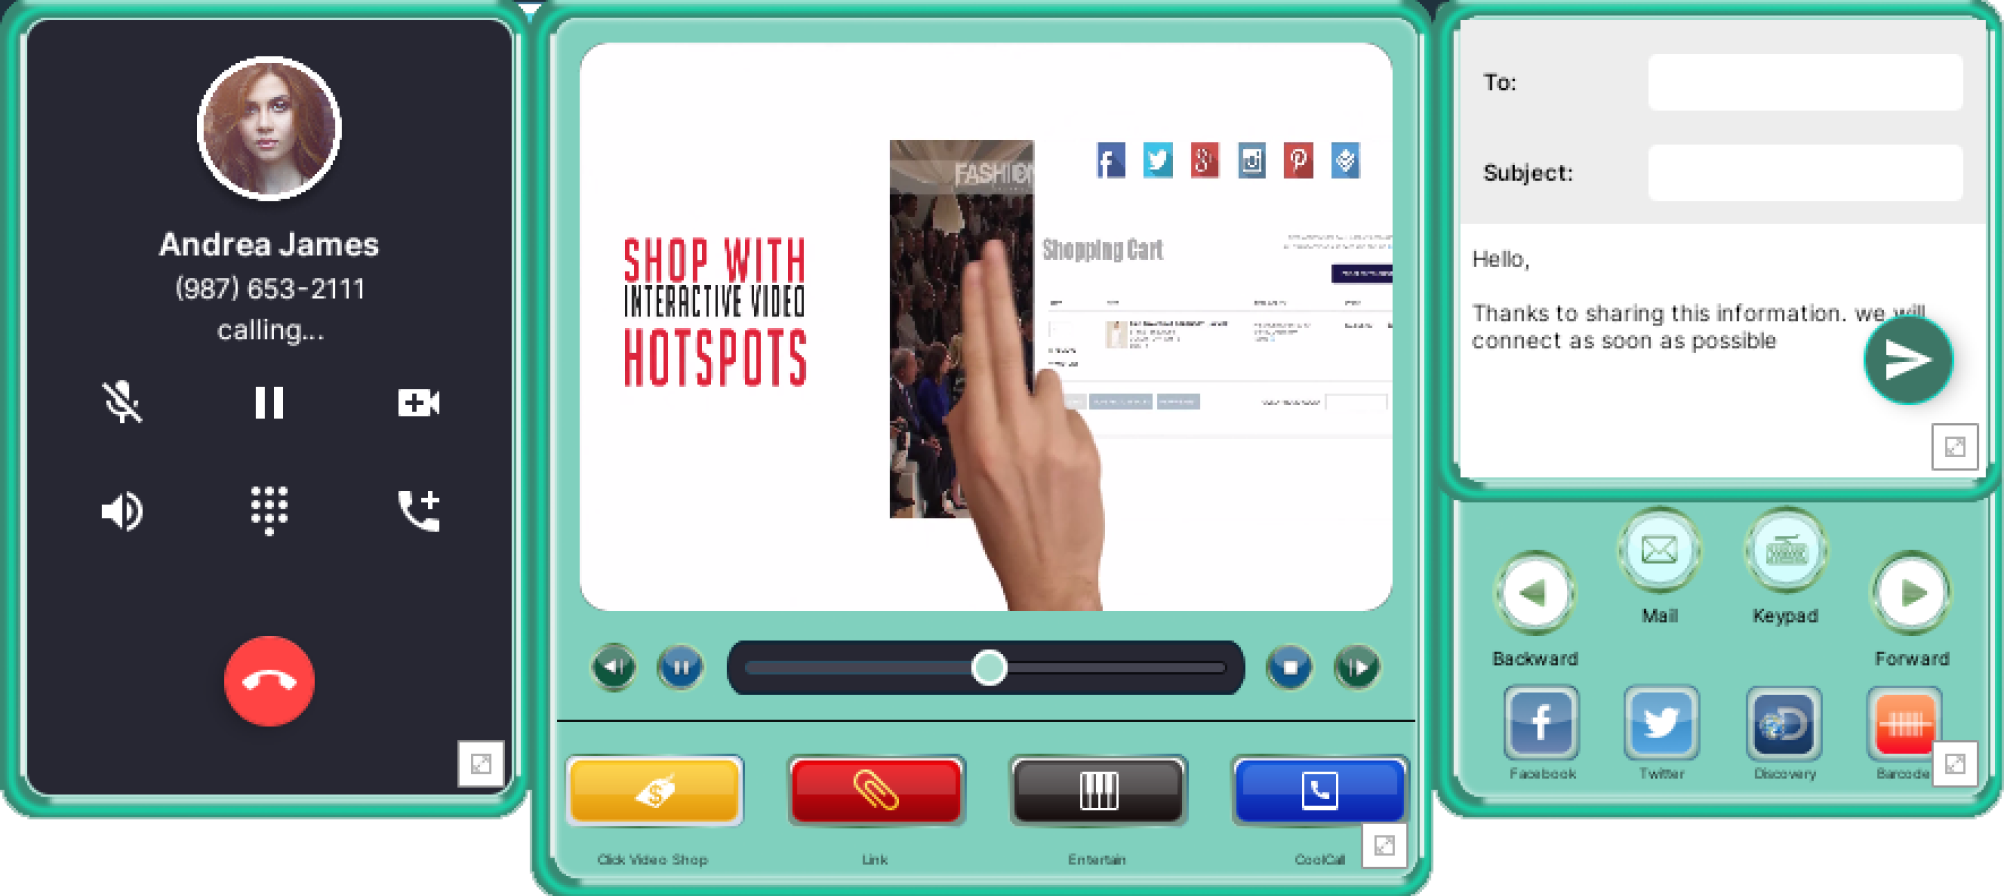 Andrea James
(987) 653-2111
calling...
FASHION
SHOP WITH
INTERACTIVE VIDEO
HOTSPOTS
Shopping Cart
Click Video Shop
Link
Entertain
CoolCall
To:
Subject:
Hello,
Thanks to sharing this information. we will
connect as soon as possible
Mail
Keypad
Backward
Forward
Facebook
Twitter
Discovery
Barcode